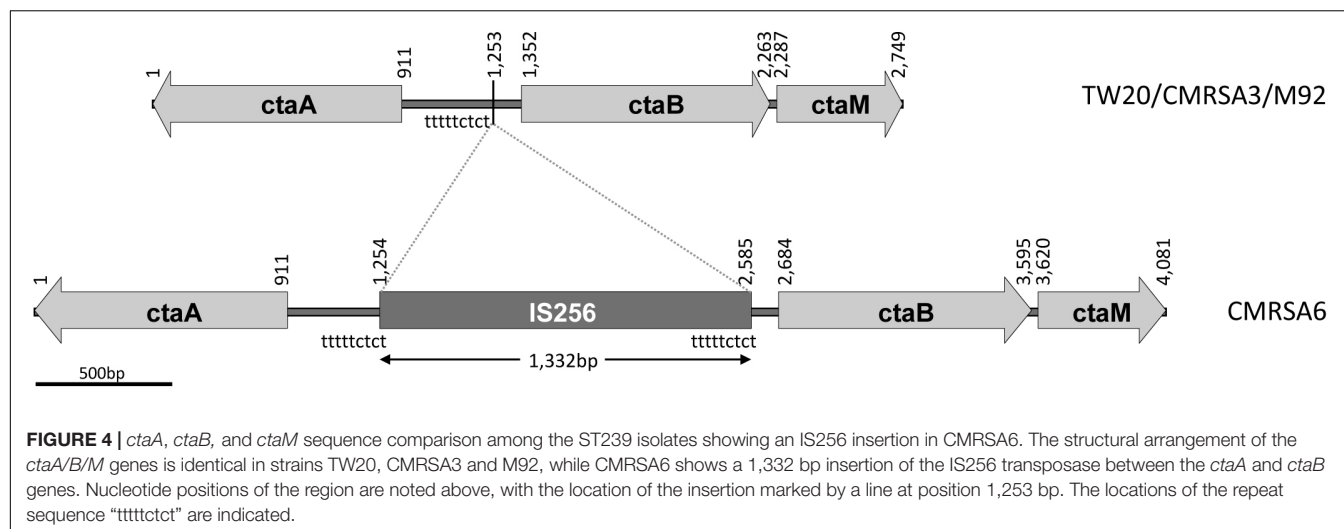 1 911 1,253 1,352 2,263 2,287 2,749
ctaA ctaB ctaM TW20/CMRSA3/M92
tttttctct
1 911 1,254 2,585 2,684 3,595 3,620 4,081
ctaA IS256 ctaB ctaM CMRSA6
tttttctct tttttctct
1,332bp
500bp
FIGURE 4 | ctaA, ctaB, and ctaM sequence comparison among the ST239 isolates showing an IS256 insertion in CMRSA6. The structural arrangement of the
ctaA/B/M genes is identical in strains TW20, CMRSA3 and M92, while CMRSA6 shows a 1,332 bp insertion of the IS256 transposase between the ctaA and ctaB
genes. Nucleotide positions of the region are noted above, with the location of the insertion marked by a line at position 1,253 bp. The locations of the repeat
sequence “tttttctct” are indicated.